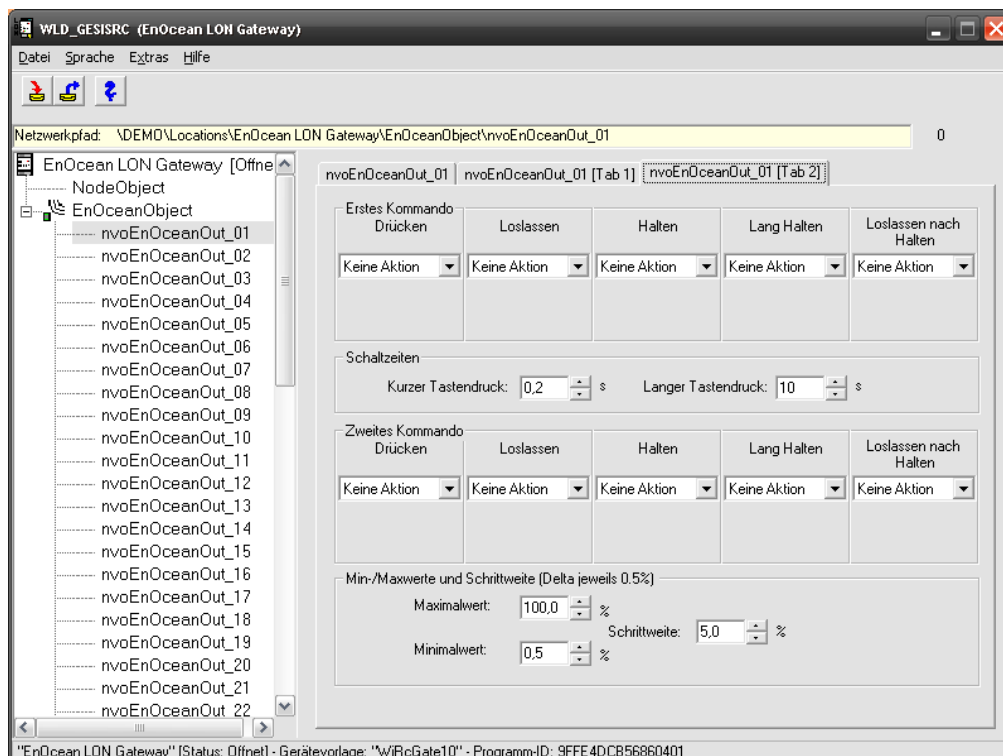 WLD_GESISRC (EnOcean LON Gateway)
Datei Sprache Extras Hilfe
Netzwerkpfad: \DEMO\Locations\EnOcean LON Gateway\EnOceanObject\nvoEnOceanOut_01 0
EnOcean LON Gateway [Offne
NodeObject
EnOceanObject
nvoEnOceanOut_01
nvoEnOceanOut_02
nvoEnOceanOut_03
nvoEnOceanOut_04
nvoEnOceanOut_05
nvoEnOceanOut_06
nvoEnOceanOut_07
nvoEnOceanOut_08
nvoEnOceanOut_09
nvoEnOceanOut_10
nvoEnOceanOut_11
nvoEnOceanOut_12
nvoEnOceanOut_13
nvoEnOceanOut_14
nvoEnOceanOut_15
nvoEnOceanOut_16
nvoEnOceanOut_17
nvoEnOceanOut_18
nvoEnOceanOut_19
nvoEnOceanOut_20
nvoEnOceanOut_21
nvoEnOceanOut_22
nvoEnOceanOut_01 nvoEnOceanOut_01 [Tab 1] nvoEnOceanOut_01 [Tab 2]
Erstes Kommando
Drücken Loslassen Halten Lang Halten Loslassen nach
Halten
Keine Aktion Keine Aktion Keine Aktion Keine Aktion Keine Aktion
Schaltzeiten
Kurzer Tastendruck: 0,2 s Langer Tastendruck: 10 s
Zweites Kommando
Drücken Loslassen Halten Lang Halten Loslassen nach
Halten
Keine Aktion Keine Aktion Keine Aktion Keine Aktion Keine Aktion
Min-/Maxwerte und Schrittweite (Delta jeweils 0.5%)
Maximalwert: 100,0 %
Schrittweite: 5,0 %
Minimalwert: 0,5 %
"EnOcean LON Gateway" [Status: Offnet] - Gerätevorlage: "WiRcGate10" - Programm-ID: 9FFE4DCB56860401